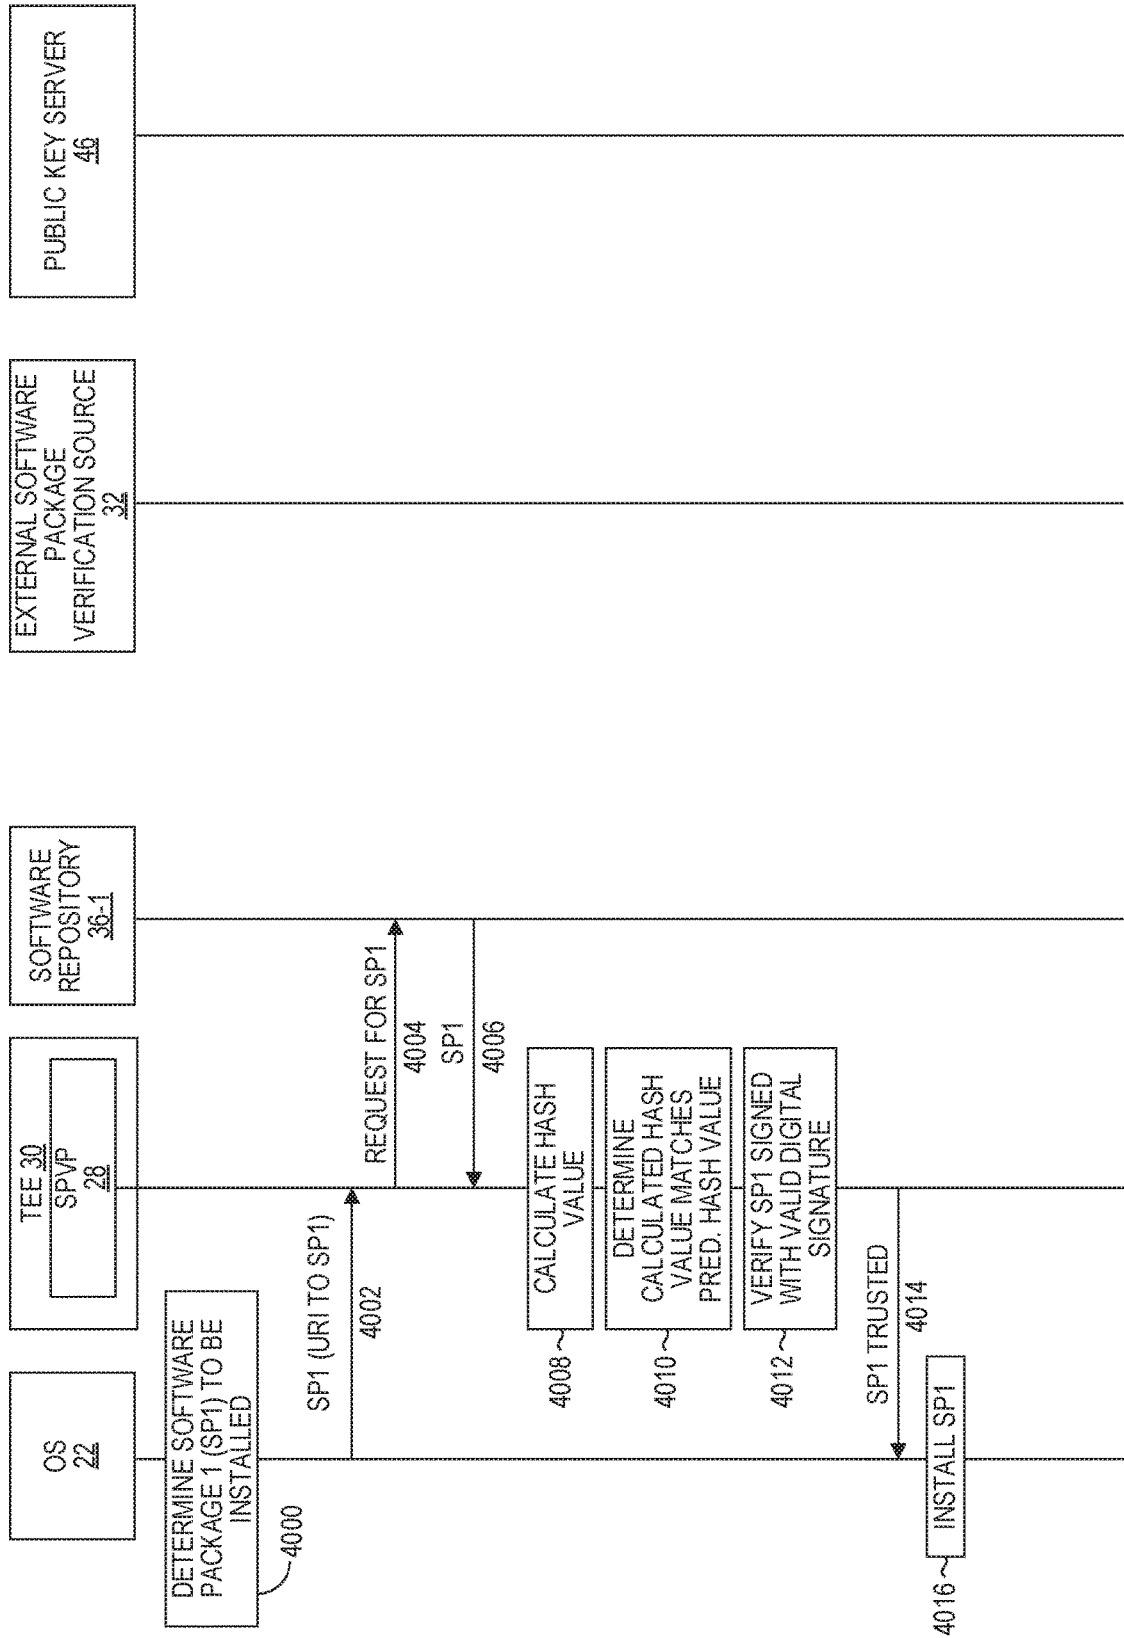 OS
22
TEE 30
SPVP
28
SOFTWARE
REPOSITORY
36-1
EXTERNAL SOFTWARE
PACKAGE
VERIFICATION SOURCE
32
PUBLIC KEY SERVER
46
DETERMINE SOFTWARE
PACKAGE 1 (SP1) TO BE
INSTALLED
4000
SP1 (URI TO SP1)
4002
REQUEST FOR SP1
4004
SP1
4006
4008
CALCULATE HASH
VALUE
4010
DETERMINE
CALCULATED HASH
VALUE MATCHES
PRED. HASH VALUE
4012
VERIFY SP1 SIGNED
WITH VALID DIGITAL
SIGNATURE
SP1 TRUSTED
4014
4016
INSTALL SP1